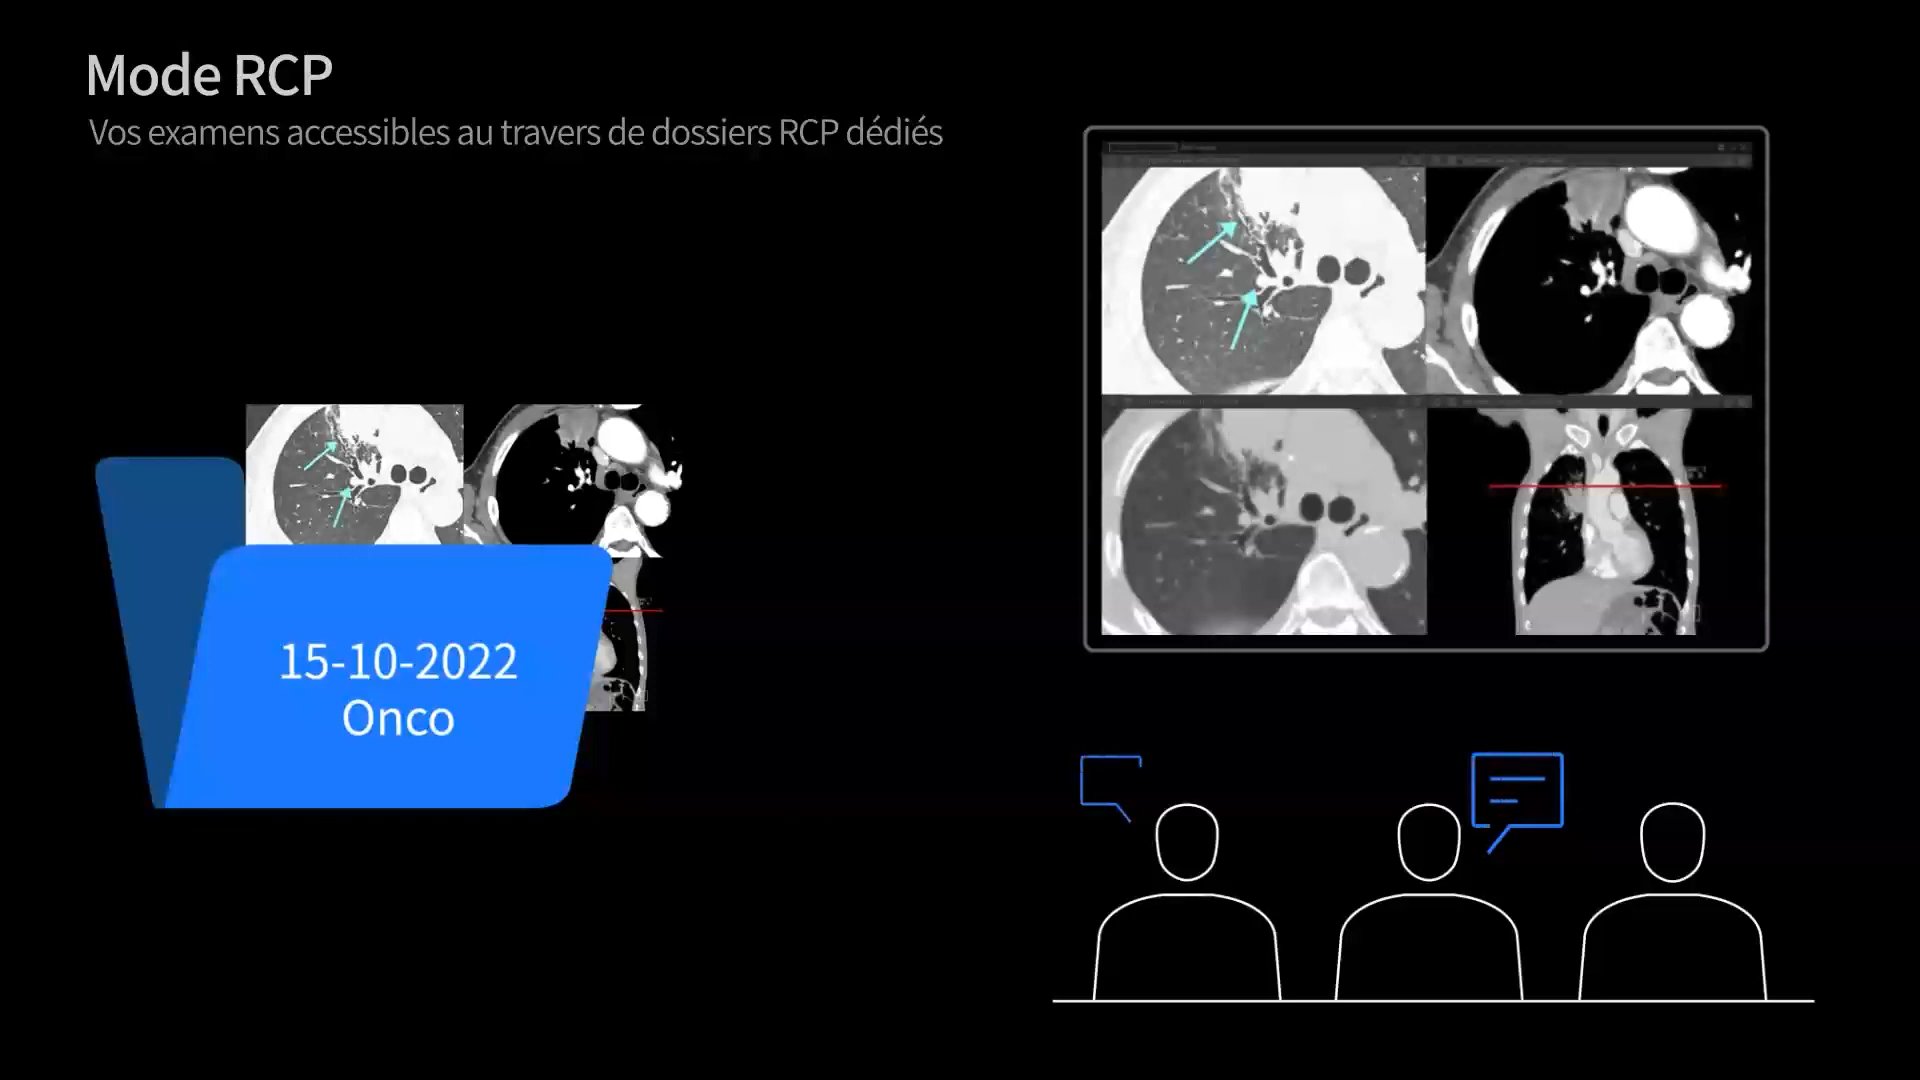 Mode RCP
Vos examens accessibles au travers de dossiers RCP dédiés
15-10-2022
Onco